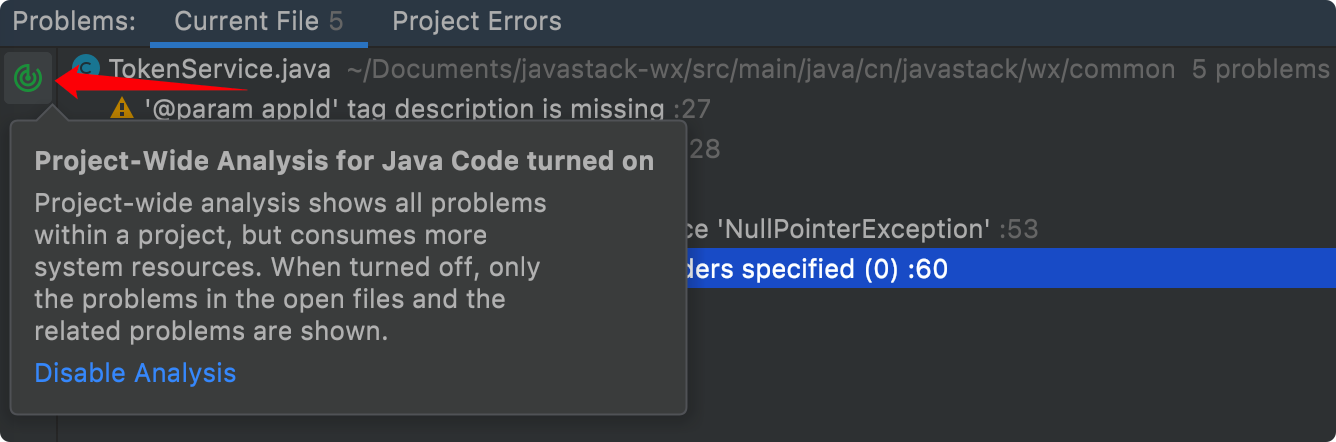 Problems: Current File 5 Project Errors
C TokenService.java ~/Documents/javastack-wx/src/main/java/cn/javastack/wx/common 5 problems
'@param appId' tag description is missing :27
28
Project-Wide Analysis for Java Code turned on
Project-wide analysis shows all problems
within a project, but consumes more
system resources. When turned off, only
the problems in the open files and the
related problems are shown.
Disable Analysis
'NullPointerException' :53
specified (0) :60